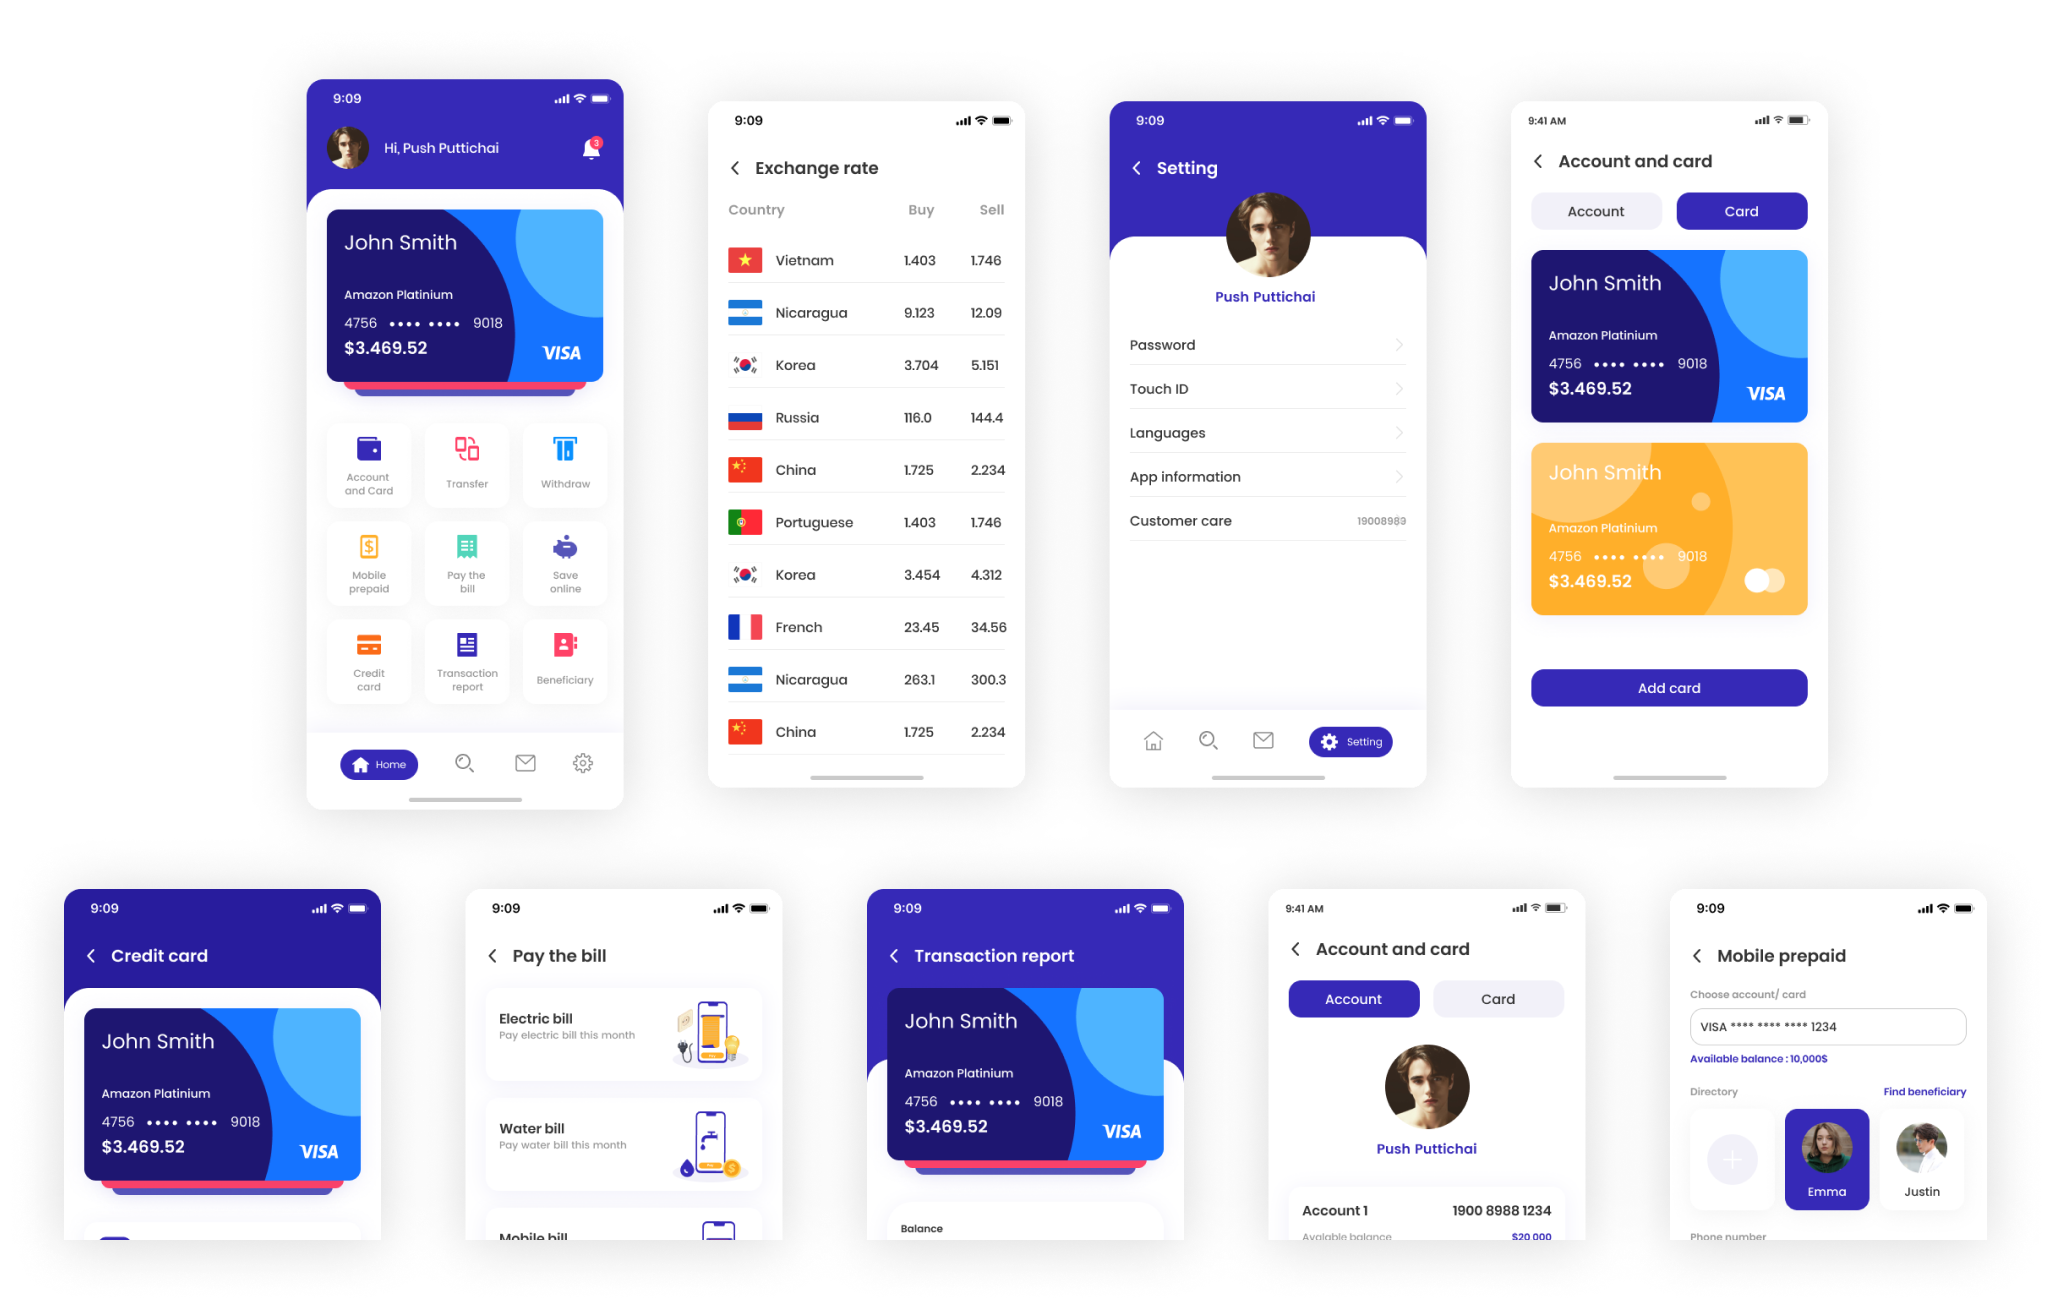 9:09
Hi, Push Puttichai
3
John Smith
Amazon Platinium
4756 •••• •••• 9018
$3.469.52
VISA
Account
and Card
Transfer
Withdraw
Mobile
prepaid
Pay the
bill
Save
online
Credit
card
Transaction
report
Beneficiary
Home
9:09
Exchange rate
Country Buy Sell
Vietnam 1.403 1.746
Nicaragua 9.123 12.09
Korea 3.704 5.151
Russia 116.0 144.4
China 1.725 2.234
Portuguese 1.403 1.746
Korea 3.454 4.312
French 23.45 34.56
Nicaragua 263.1 300.3
China 1.725 2.234
9:09
Setting
Push Puttichai
Password
Touch ID
Languages
App information
Customer care 19008989
Setting
9:41 AM
Account and card
Account Card
John Smith
Amazon Platinium
4756 •••• •••• 9018
$3.469.52
VISA
John Smith
Amazon Platinium
4756 •••• •••• 9018
$3.469.52
Add card
9:09
Credit card
John Smith
Amazon Platinium
4756 •••• •••• 9018
$3.469.52
VISA
9:09
Pay the bill
Electric bill
Pay electric bill this month
Water bill
Pay water bill this month
Mobile bill
9:09
Transaction report
John Smith
Amazon Platinium
4756 •••• •••• 9018
$3.469.52
VISA
Balance
9:41 AM
Account and card
Account Card
Push Puttichai
Account 1 1900 8988 1234
Avalable balance $20 000
9:09
Mobile prepaid
Choose account/ card
VISA **** **** **** 1234
Available balance : 10,000$
Directory Find beneficiary
Emma
Justin
Phone number